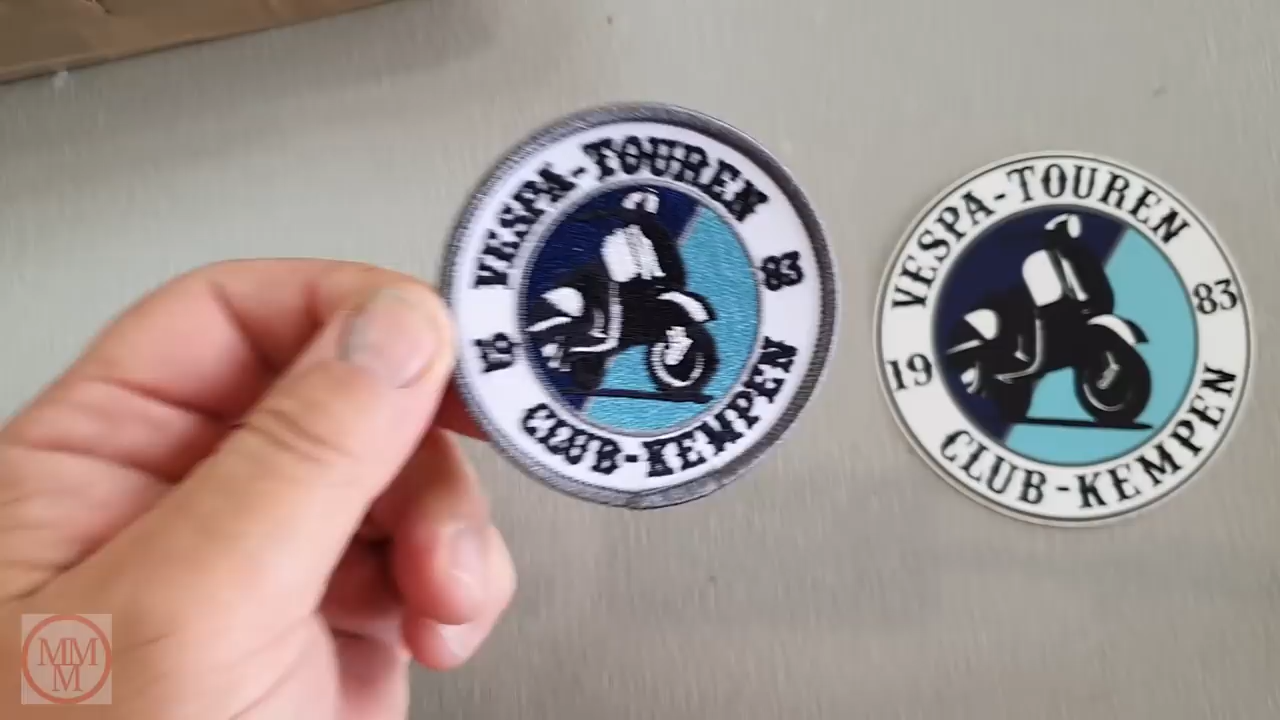 VESPA-TOUREN
19 83
CLUB-KEMPEN
VESPA-TOUREN
19 83
CLUB-KEMPEN
MM
M